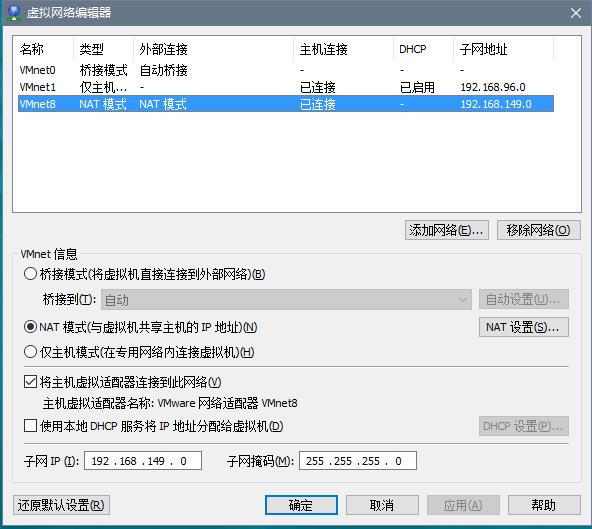 虚拟网络编辑器
名称 类型 外部连接 主机连接 DHCP 子网地址
VMnet0 桥接模式 自动桥接 - - -
VMnet1 仅主机... - 已连接 已启用 192.168.96.0
VMnet8 NAT 模式 NAT 模式 已连接 - 192.168.149.0
添加网络(E)... 移除网络(O)
VMnet 信息
桥接模式(将虚拟机直接连接到外部网络)(B)
桥接到(T): 自动 自动设置(U)...
NAT 模式(与虚拟机共享主机的 IP 地址)(N) NAT 设置(S)...
仅主机模式(在专用网络内连接虚拟机)(H)
将主机虚拟适配器连接到此网络(V)
主机虚拟适配器名称: VMware 网络适配器 VMnet8
使用本地 DHCP 服务将 IP 地址分配给虚拟机(D) DHCP 设置(P)...
子网 IP (I): 192 .168 .149 . 0 子网掩码(M): 255 .255 .255 . 0
还原默认设置(R) 确定 取消 应用(A) 帮助